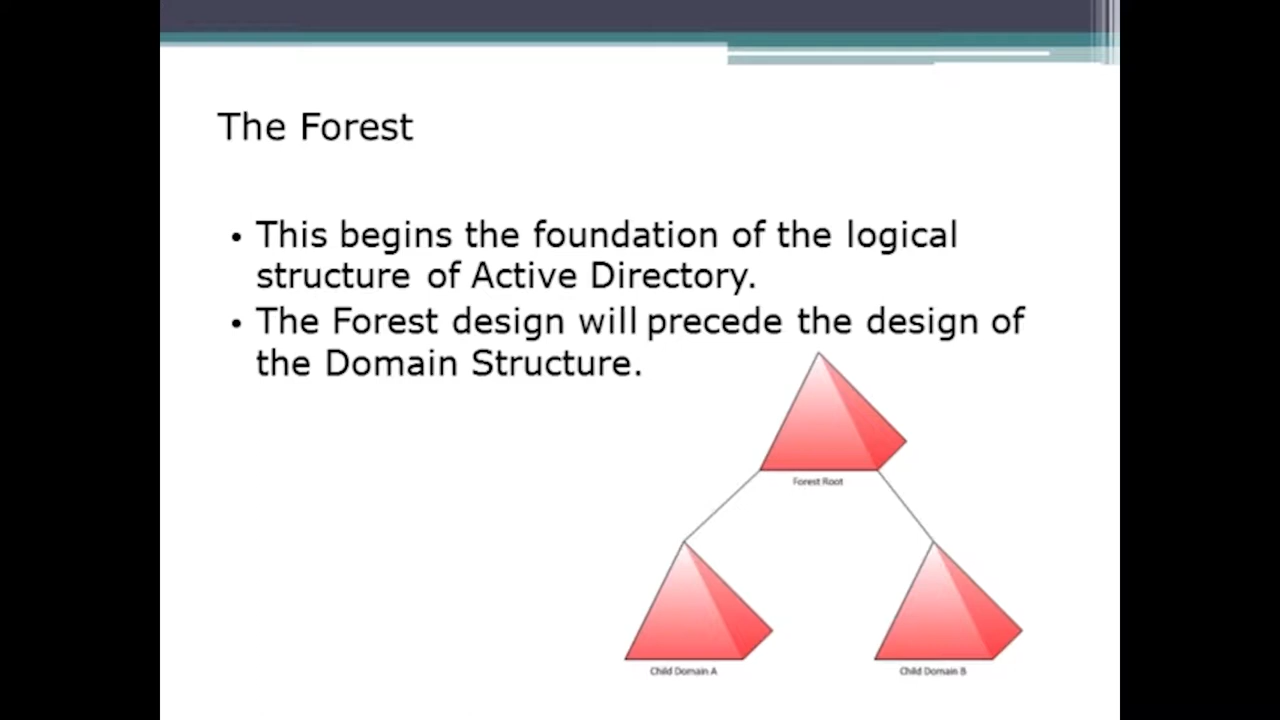 The Forest
• This begins the foundation of the logical
structure of Active Directory.
• The Forest design will precede the design of
the Domain Structure.
Forest Root
Child Domain A
Child Domain B